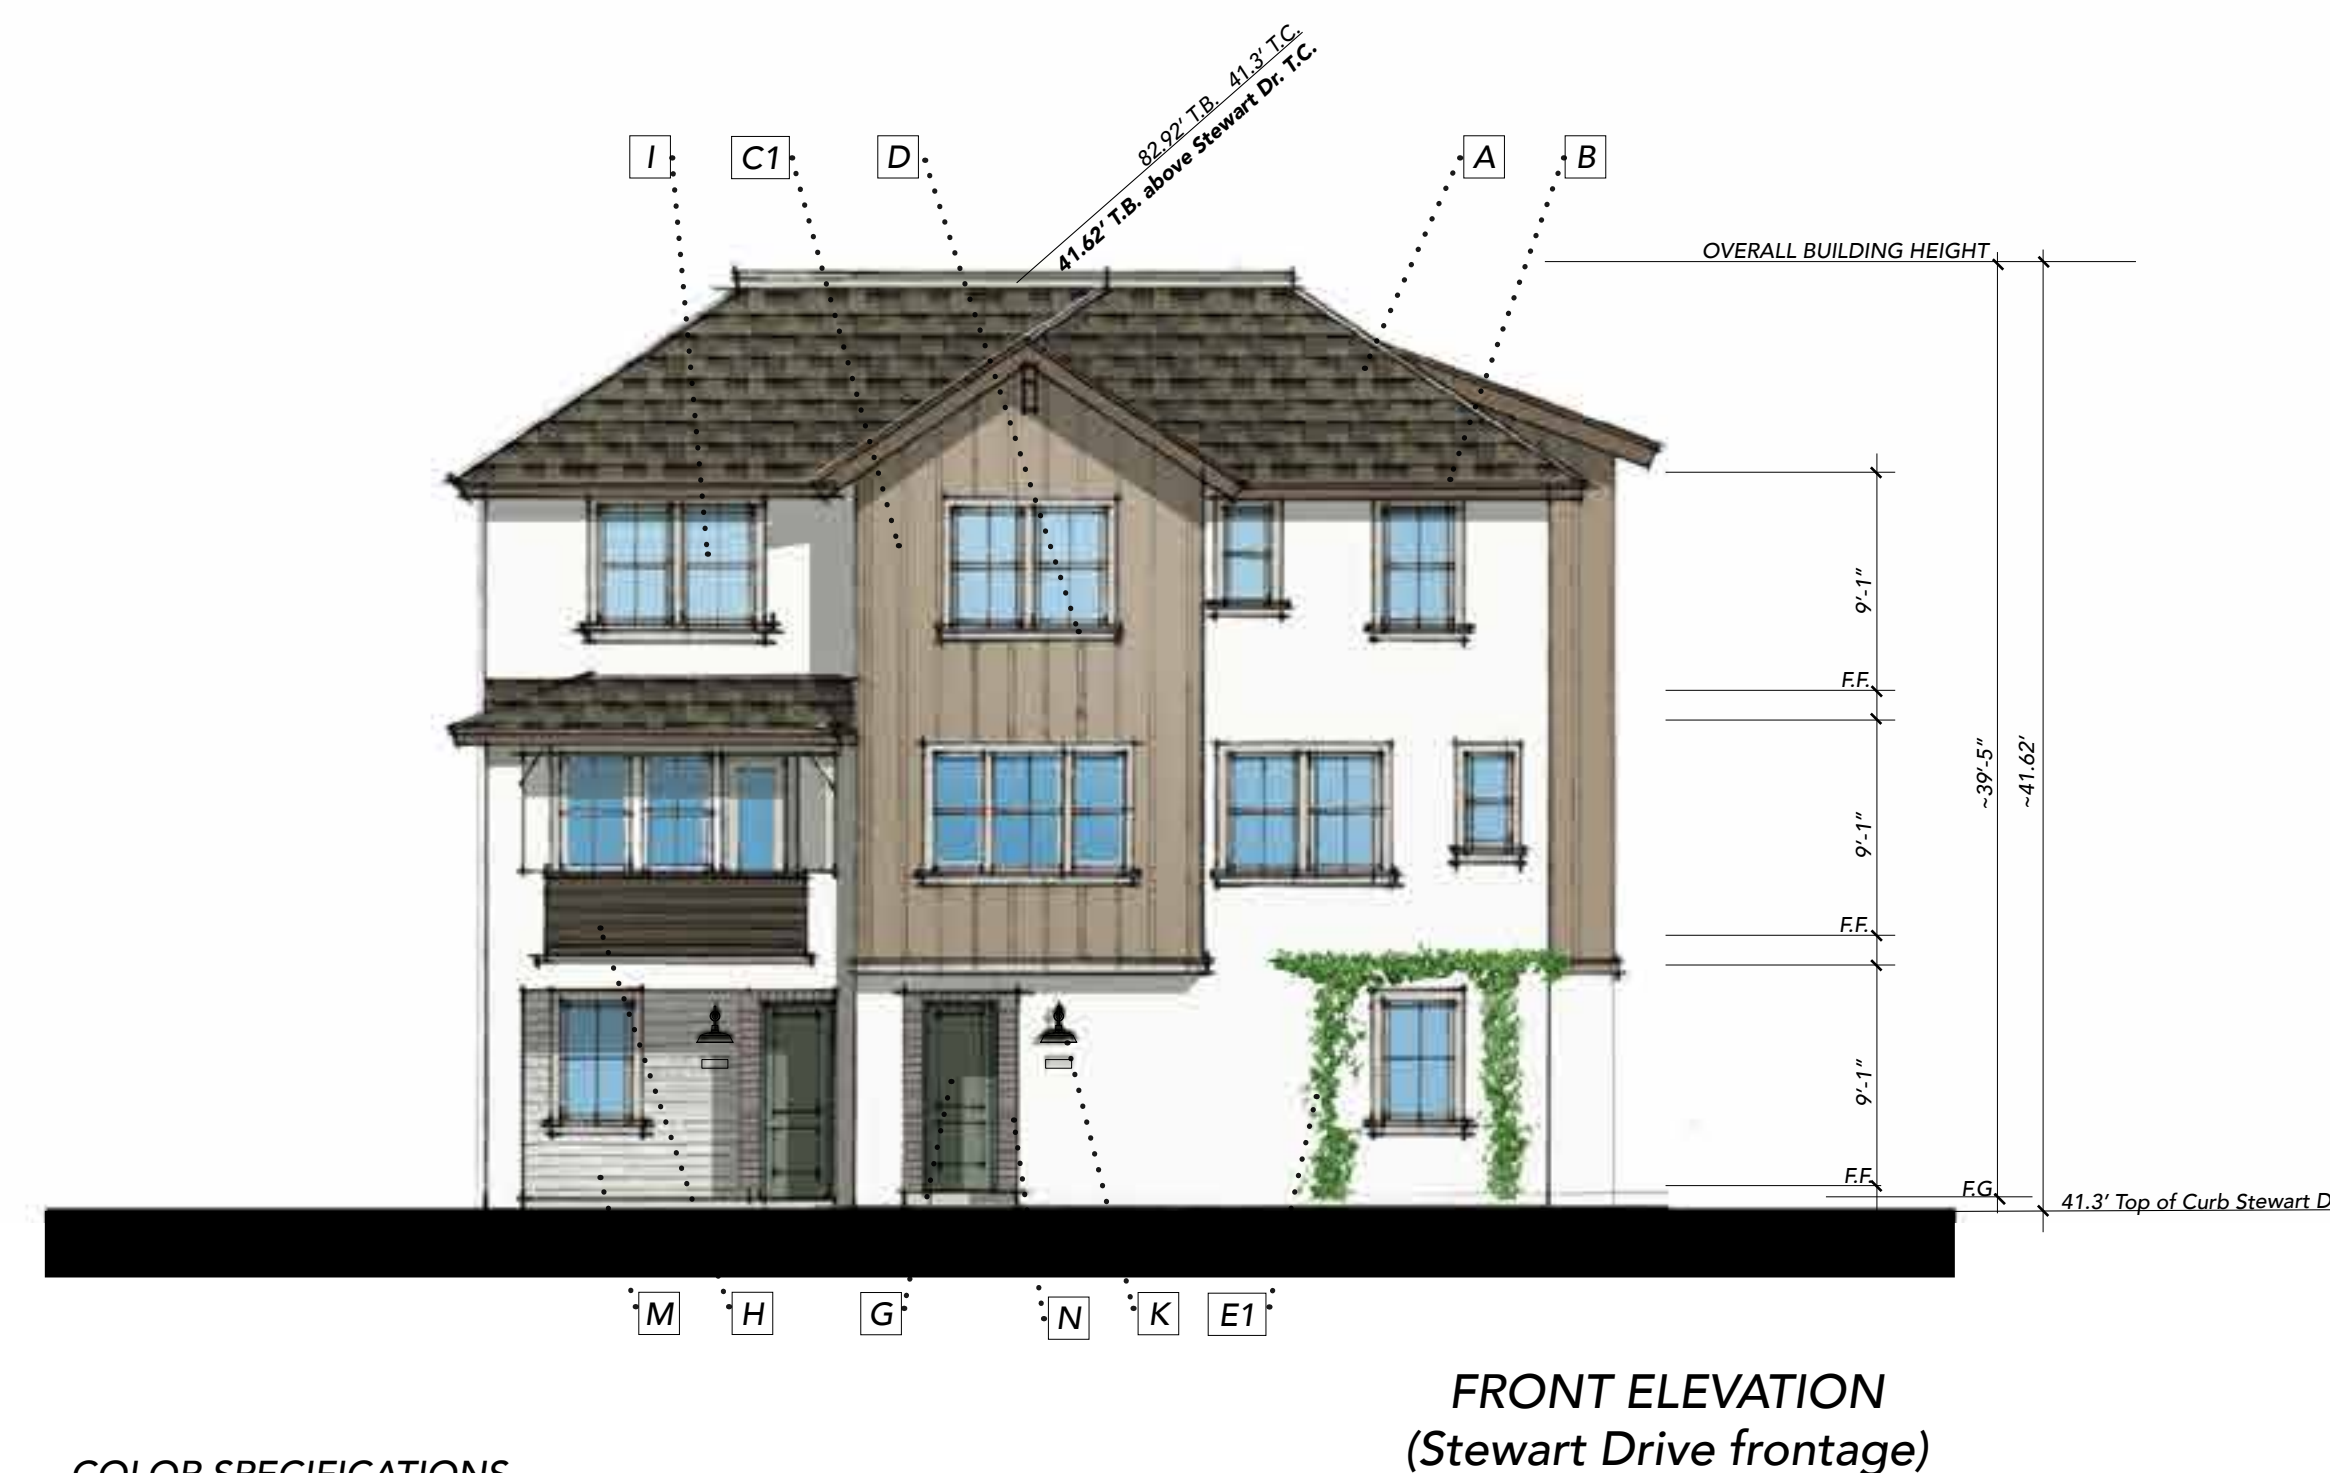 82.92' T.B. 41.3' T.C.
41.62' T.B. above Stewart Dr. T.C.
I
C1
D
A
B
OVERALL BUILDING HEIGHT
9'-1"
F.F.
~39'-5"
~41.62'
9'-1"
F.F.
9'-1"
F.F.
F.G.
41.3' Top of Curb Stewart D
M
H
G
N
K
E1
FRONT ELEVATION
(Stewart Drive frontage)
COLOR SPECIFICATIONS